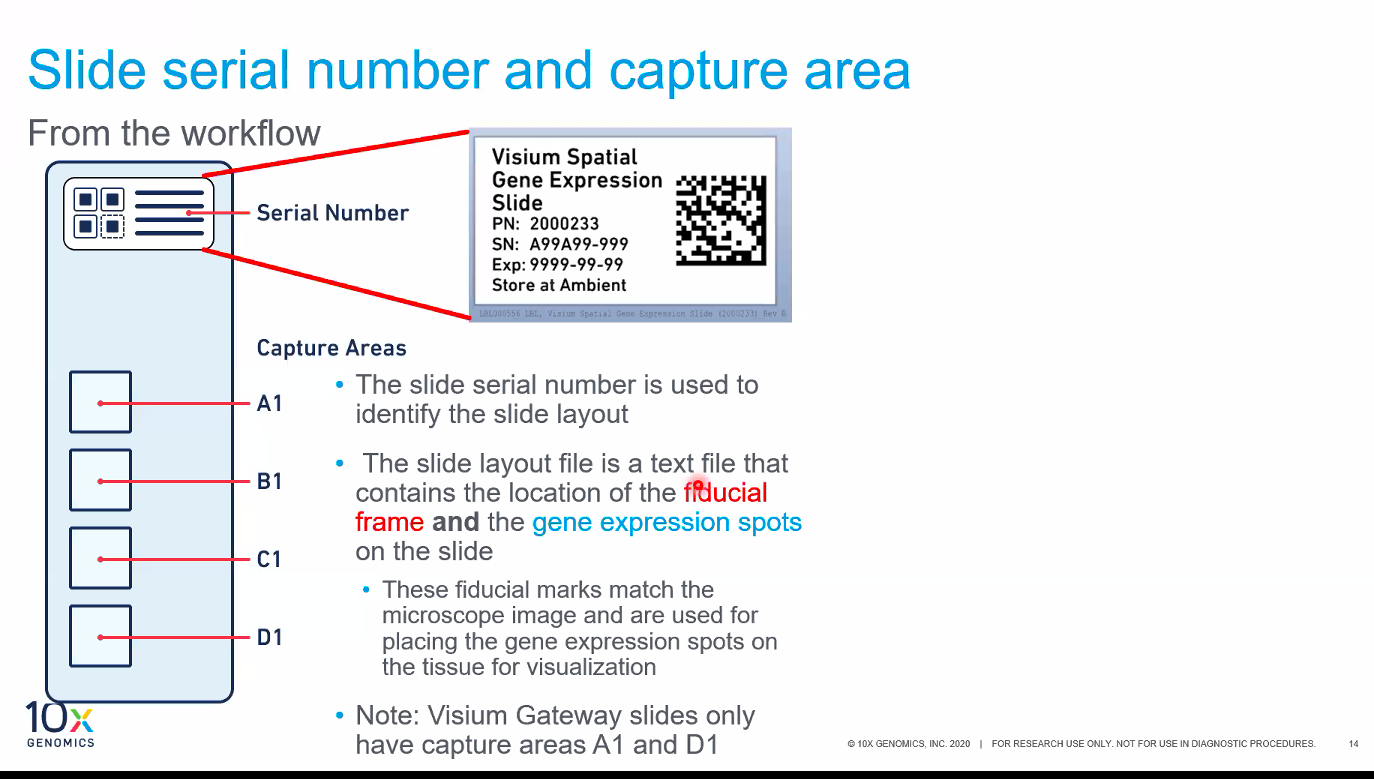 Slide serial number and capture area
From the workflow
Serial Number
Visium Spatial
Gene Expression
Slide
PN: 2000233
SN: A99A99-999
Exp: 9999-99-99
Store at Ambient
LBL000556 LBL, Visium Spatial Gene Expression Slide (2000233) Rev B
Capture Areas
A1
B1
C1
D1
• The slide serial number is used to
identify the slide layout
• The slide layout file is a text file that
contains the location of the fiducial
frame and the gene expression spots
on the slide
• These fiducial marks match the
microscope image and are used for
placing the gene expression spots on
the tissue for visualization
• Note: Visium Gateway slides only
have capture areas A1 and D1
10x
GENOMICS
© 10X GENOMICS, INC. 2020 | FOR RESEARCH USE ONLY. NOT FOR USE IN DIAGNOSTIC PROCEDURES. 14